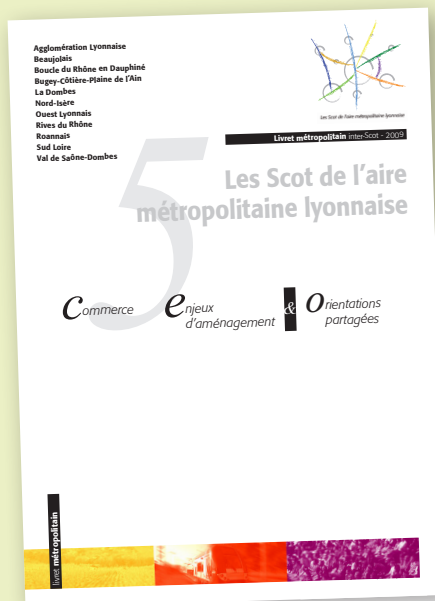 Agglomération Lyonnaise
Beaujolais
Boucle du Rhône en Dauphiné
Bugey-Côtière-Plaine de l'Ain
La Dombes
Nord-Isère
Ouest Lyonnais
Rives du Rhône
Roannais
Sud Loire
Val de Saône-Dombes
Les Scot de l'aire métropolitaine lyonnaise
Livret métropolitain inter-Scot - 2009
5
Les Scot de l'aire
métropolitaine lyonnaise
Commerce
enjeux
d'aménagement
&
Orientations
partagées
livret métropolitain